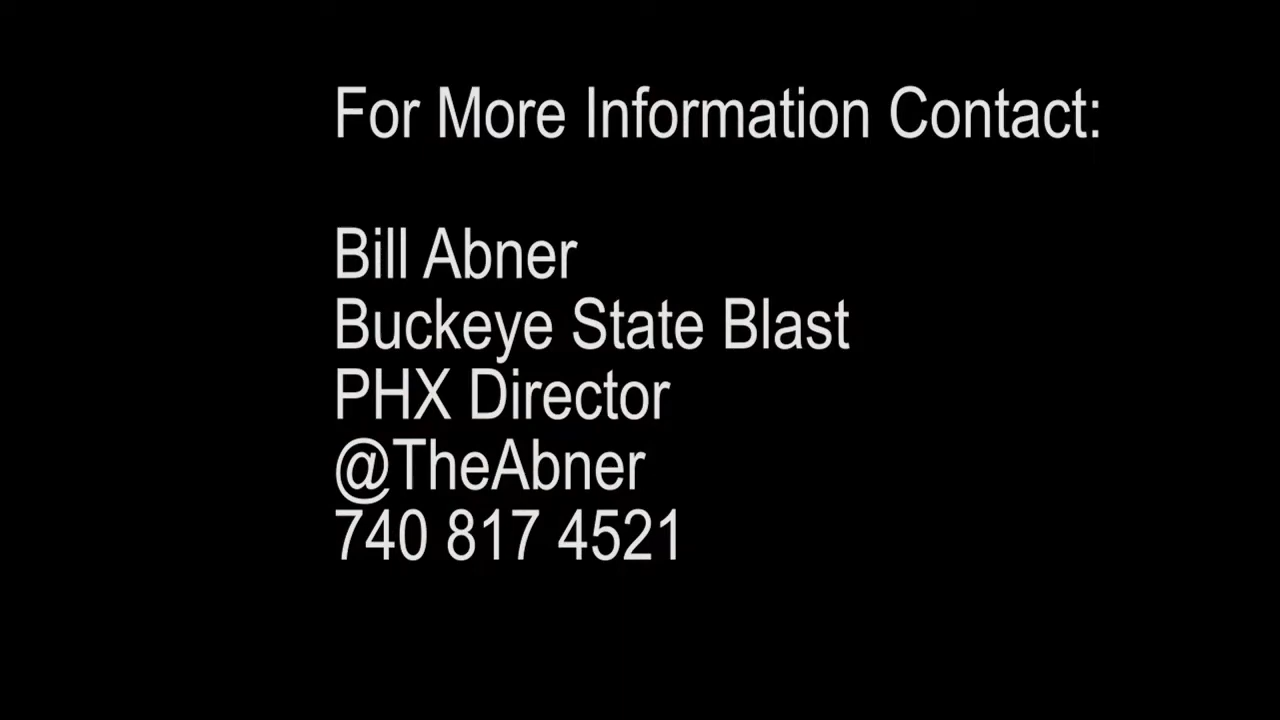 For More Information Contact:
Bill Abner
Buckeye State Blast
PHX Director
@TheAbner
740 817 4521